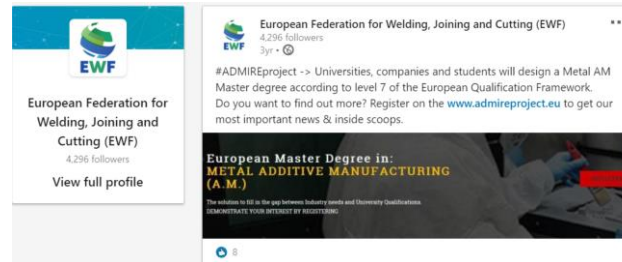 EWF
European Federation for
Welding, Joining and
Cutting (EWF)
4,296 followers
View full profile
EWF
European Federation for Welding, Joining and Cutting (EWF)
4,296 followers
3yr •
#ADMIREproject -> Universities, companies and students will design a Metal AM
Master degree according to level 7 of the European Qualification Framework.
Do you want to find out more? Register on the www.admireproject.eu to get our
most important news & inside scoops.
European Master Degree in:
METAL ADDITIVE MANUFACTURING
(A.M.)
The solution to fill in the gap between Industry needs and University Qualifications.
DEMONSTRATE YOUR INTEREST BY REGISTERING
8